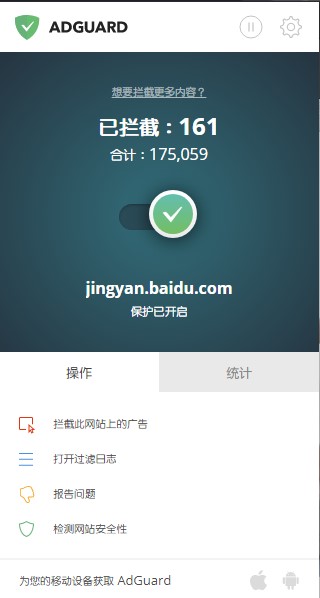 ADGUARD
想要拦截更多内容？
已拦截：161
合计：175,059
jingyan.baidu.com
保护已开启
操作
统计
拦截此网站上的广告
打开过滤日志
报告问题
检测网站安全性
为您的移动设备获取 AdGuard